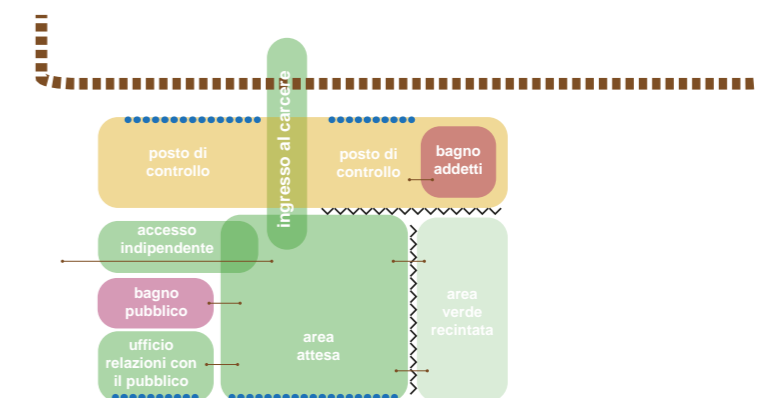 ingresso al carcere
posto di
controllo
posto di
controllo
bagno
addetti
accesso
indipendente
bagno
pubblico
ufficio
relazioni con
il pubblico
area
attesa
area
verde
recintata